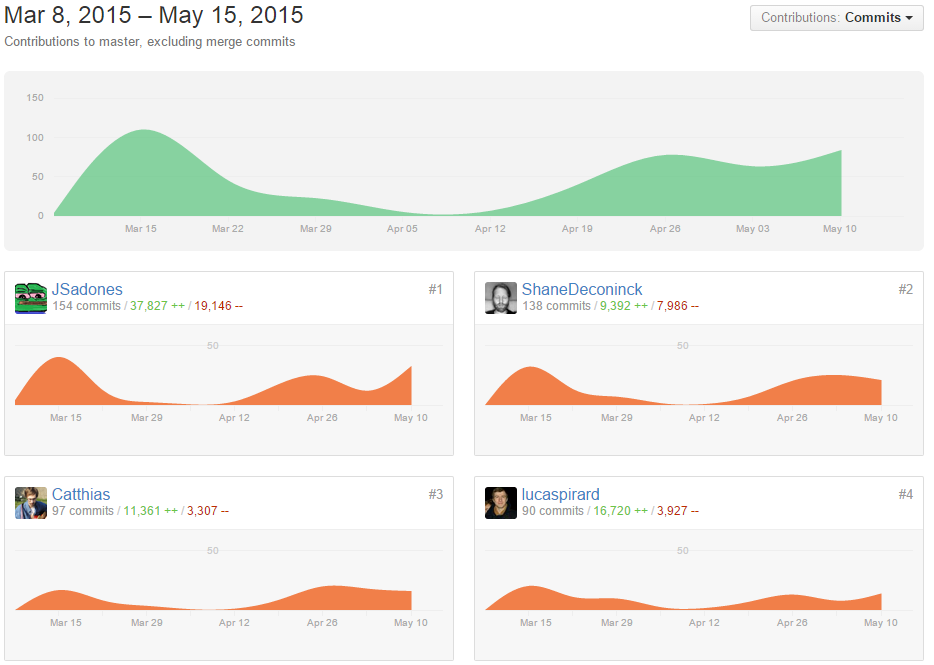 Mar 8, 2015 – May 15, 2015
Contributions: Commits
Contributions to master, excluding merge commits
150
100
50
0
Mar 15 Mar 22 Mar 29 Apr 05 Apr 12 Apr 19 Apr 26 May 03 May 10
JSadones #1
154 commits / 37,827 ++ / 19,146 --
50
Mar 15 Mar 29 Apr 12 Apr 26 May 10
ShaneDeconinck #2
138 commits / 9,392 ++ / 7,986 --
50
Mar 15 Mar 29 Apr 12 Apr 26 May 10
Catthias #3
97 commits / 11,361 ++ / 3,307 --
50
Mar 15 Mar 29 Apr 12 Apr 26 May 10
lucaspirard #4
90 commits / 16,720 ++ / 3,927 --
50
Mar 15 Mar 29 Apr 12 Apr 26 May 10